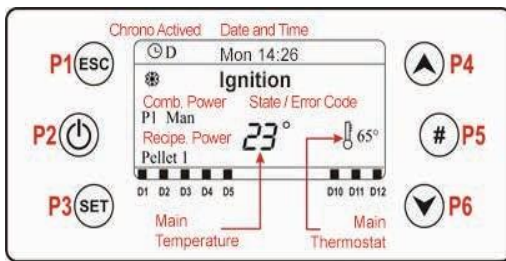 Chrono Actived Date and Time
D Mon 14:26
P1 ESC
Ignition
P4
Comb. Power State / Error Code
P1 Man
P2
Recipe. Power 23° 65°
# P5
Pellet 1
D1 D2 D3 D4 D5 D10 D11 D12
P3 SET
P6
Main Temperature
Main Thermostat